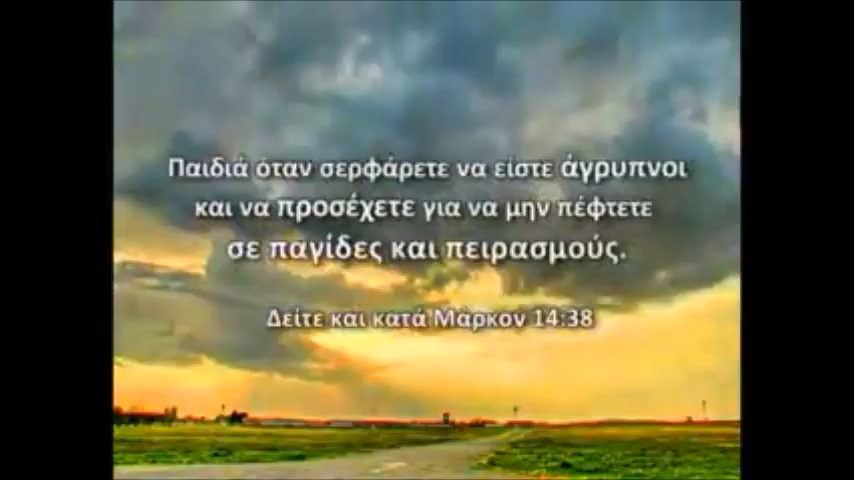 Παιδιά όταν σερφάρετε να είστε άγρυπνοι
και να προσέχετε για να μην πέφτετε
σε παγίδες και πειρασμούς.
Δείτε και κατά Μάρκον 14:38